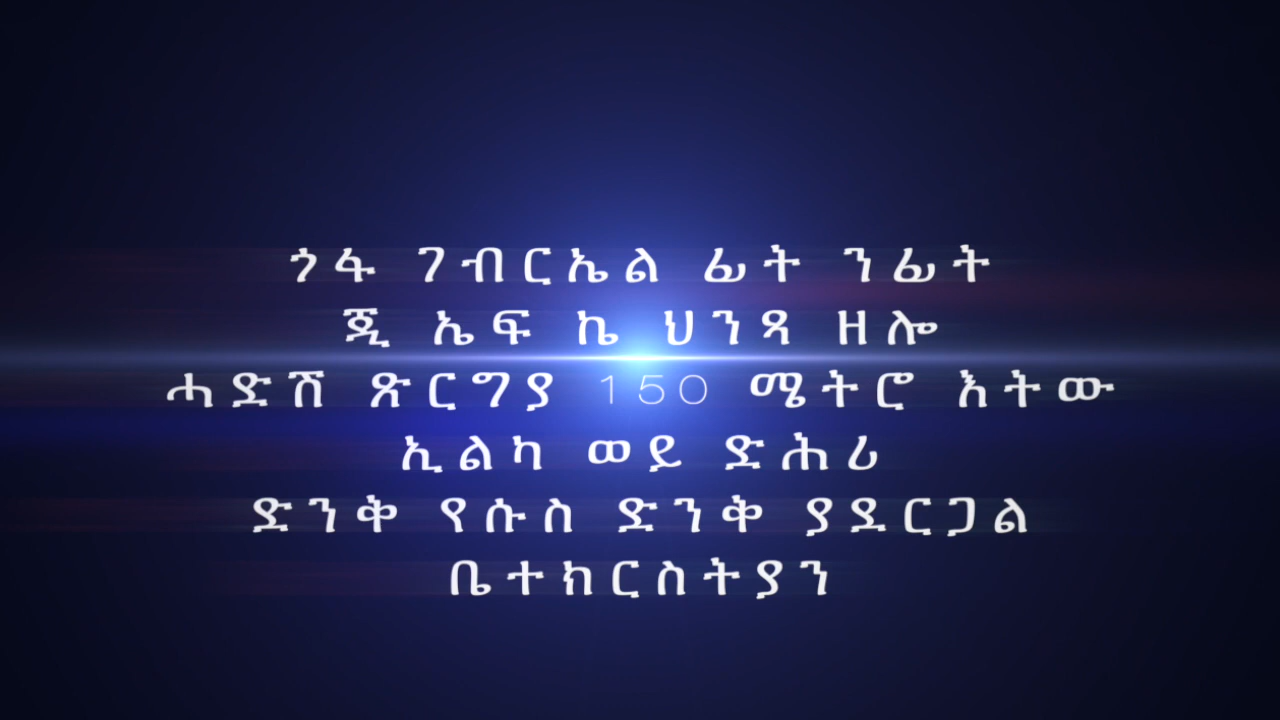 ጎፋ ገብርኤል ፊት ንፊት
ጂ ኤፍ ኬ ህንጻ ዘሎ
ሓድሽ ጽርግያ 150 ሜትሮ እትው
ኢልካ ወይ ድሕሪ
ድንቅ የሱስ ድንቅ ያደርጋል
ቤተክርስትያን